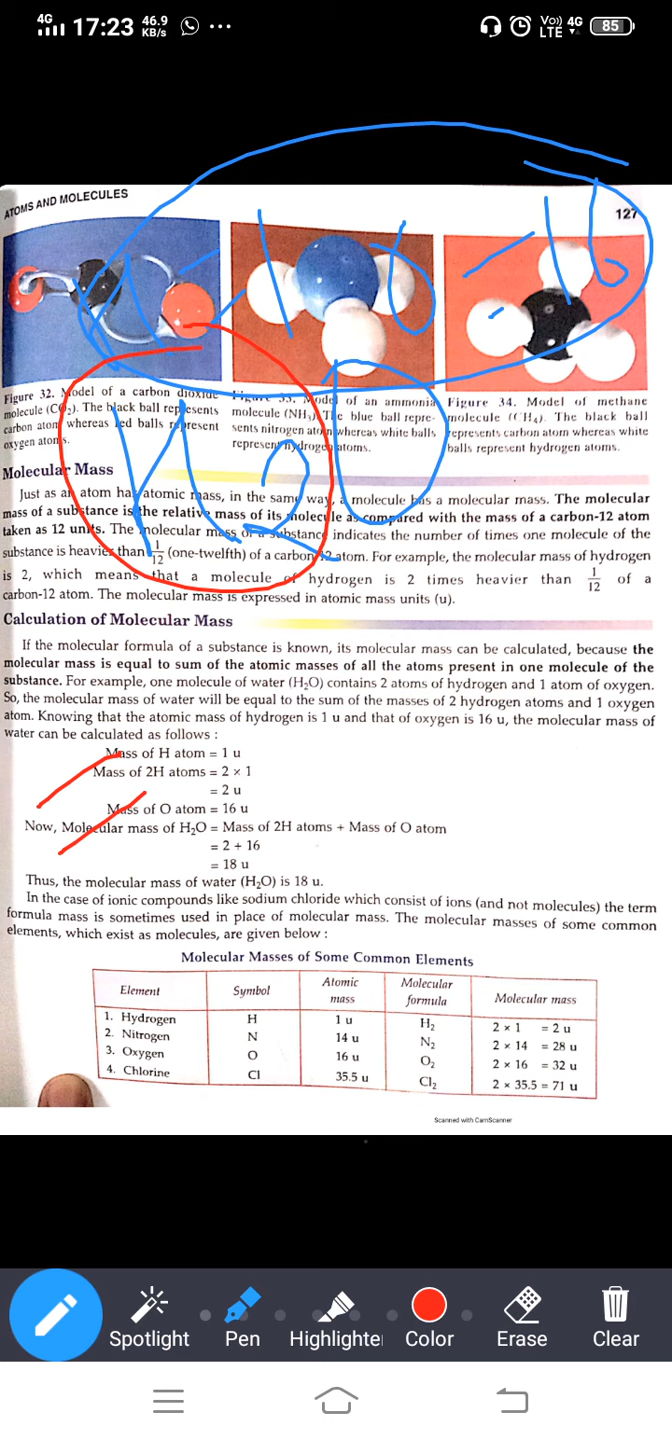 4G 17:23 46.9 KB/s ... Vo)) LTE 4G 85
ATOMS AND MOLECULES
127
- 16
Figure 32. Model of a carbon dioxide
molecule (CO₂). The black ball represents
carbon atom whereas red balls represent
oxygen atoms.
Figure 33. Model of an ammonia
molecule (NH₃). The blue ball repre-
sents nitrogen atom whereas white balls
represent hydrogen atoms.
Figure 34. Model of methane
molecule (CH₄). The black ball
represents carbon atom whereas white
balls represent hydrogen atoms.
Molecular Mass
Just as an atom has atomic mass, in the same way, a molecule has a molecular mass. The molecular
mass of a substance is the relative mass of its molecule as compared with the mass of a carbon-12 atom
taken as 12 units. The molecular mass of a substance indicates the number of times one molecule of the
substance is heavier than 1/12 (one-twelfth) of a carbon-12 atom. For example, the molecular mass of hydrogen
is 2, which means that a molecule of hydrogen is 2 times heavier than 1/12 of a
carbon-12 atom. The molecular mass is expressed in atomic mass units (u).
Calculation of Molecular Mass
If the molecular formula of a substance is known, its molecular mass can be calculated, because the
molecular mass is equal to sum of the atomic masses of all the atoms present in one molecule of the
substance. For example, one molecule of water (H₂O) contains 2 atoms of hydrogen and 1 atom of oxygen.
So, the molecular mass of water will be equal to the sum of the masses of 2 hydrogen atoms and 1 oxygen
atom. Knowing that the atomic mass of hydrogen is 1 u and that of oxygen is 16 u, the molecular mass of
water can be calculated as follows :
Mass of H atom = 1 u
Mass of 2H atoms = 2 × 1
= 2 u
Mass of O atom = 16 u
Now, Molecular mass of H₂O = Mass of 2H atoms + Mass of O atom
= 2 + 16
= 18 u
Thus, the molecular mass of water (H₂O) is 18 u.
In the case of ionic compounds like sodium chloride which consist of ions (and not molecules) the term
formula mass is sometimes used in place of molecular mass. The molecular masses of some common
elements, which exist as molecules, are given below :
Molecular Masses of Some Common Elements
Element Symbol Atomic mass Molecular formula Molecular mass
1. Hydrogen H 1 u H₂ 2 × 1 = 2 u
2. Nitrogen N 14 u N₂ 2 × 14 = 28 u
3. Oxygen O 16 u O₂ 2 × 16 = 32 u
4. Chlorine Cl 35.5 u Cl₂ 2 × 35.5 = 71 u
Scanned with CamScanner
Spotlight Pen Highlighte Color Erase Clear